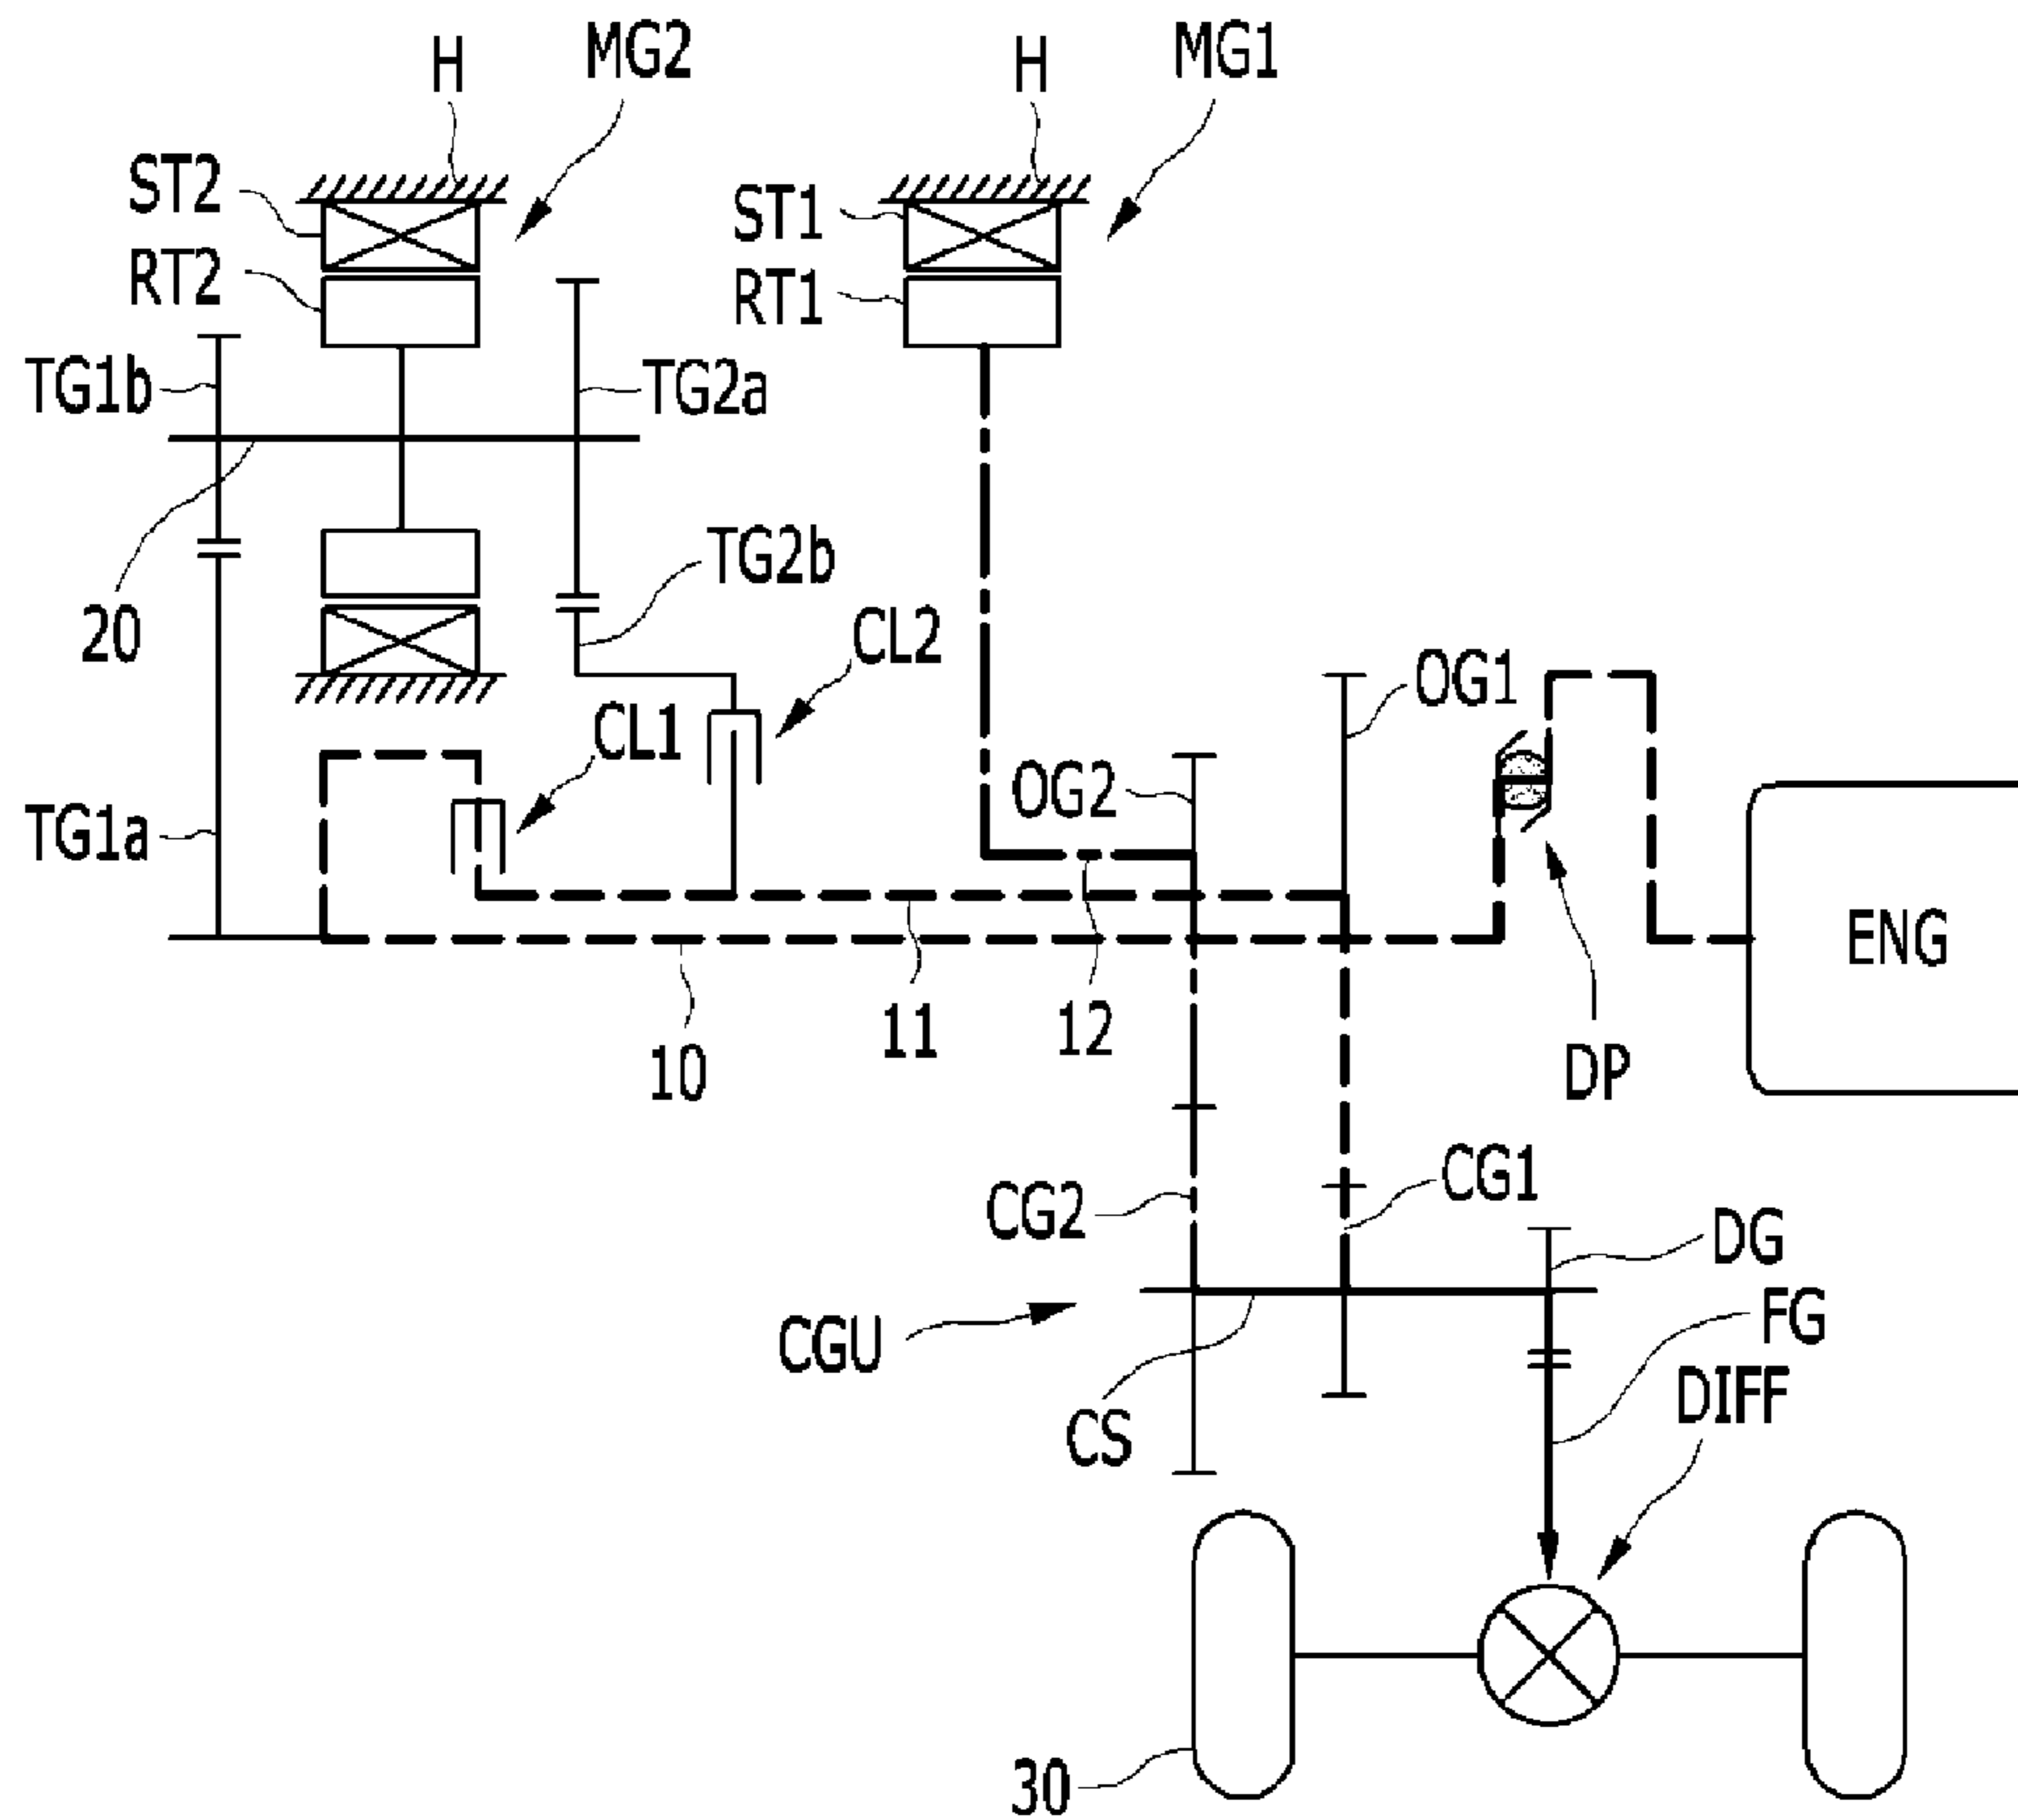 H
MG2
H
MG1
ST2
ST1
RT2
RT1
TG1b
TG2a
TG2b
20
CL2
OG1
CL1
OG2
TG1a
ENG
11
12
10
DP
CG1
CG2
DG
FG
CGU
DIFF
CS
30